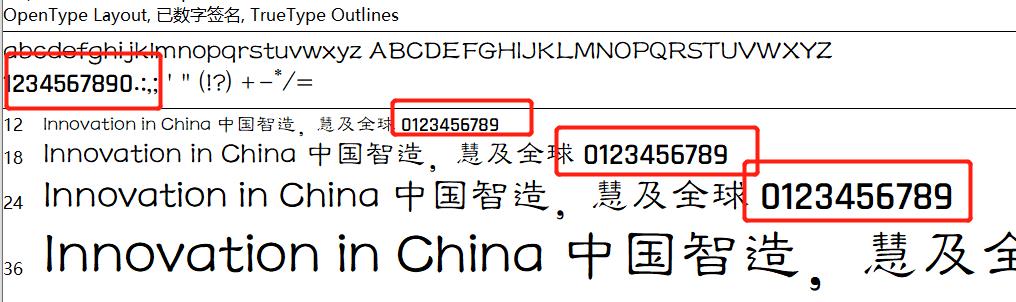 OpenType Layout, 已数字签名, TrueType Outlines
abcdefghijklmnopqrstuvwxyz ABCDEFGHIJKLMNOPQRSTUVWXYZ
1234567890.:,; ' " (!?) +-*/=
12 Innovation in China 中国智造，慧及全球 0123456789
18 Innovation in China 中国智造，慧及全球 0123456789
24 Innovation in China 中国智造，慧及全球 0123456789
36 Innovation in China 中国智造，慧及全